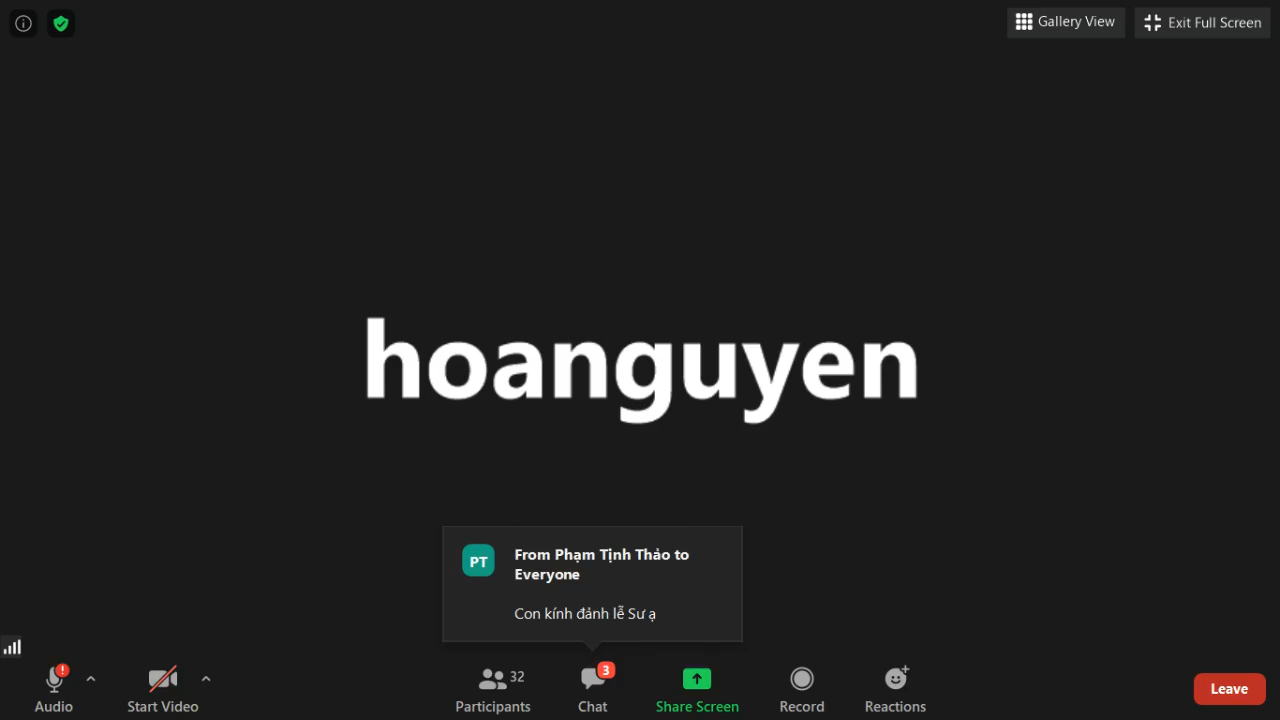 Gallery View
Exit Full Screen
hoanguyen
PT
From Phạm Tịnh Thảo to
Everyone
Con kính đảnh lễ Sư ạ
Audio
Start Video
32
Participants
3
Chat
Share Screen
Record
Reactions
Leave